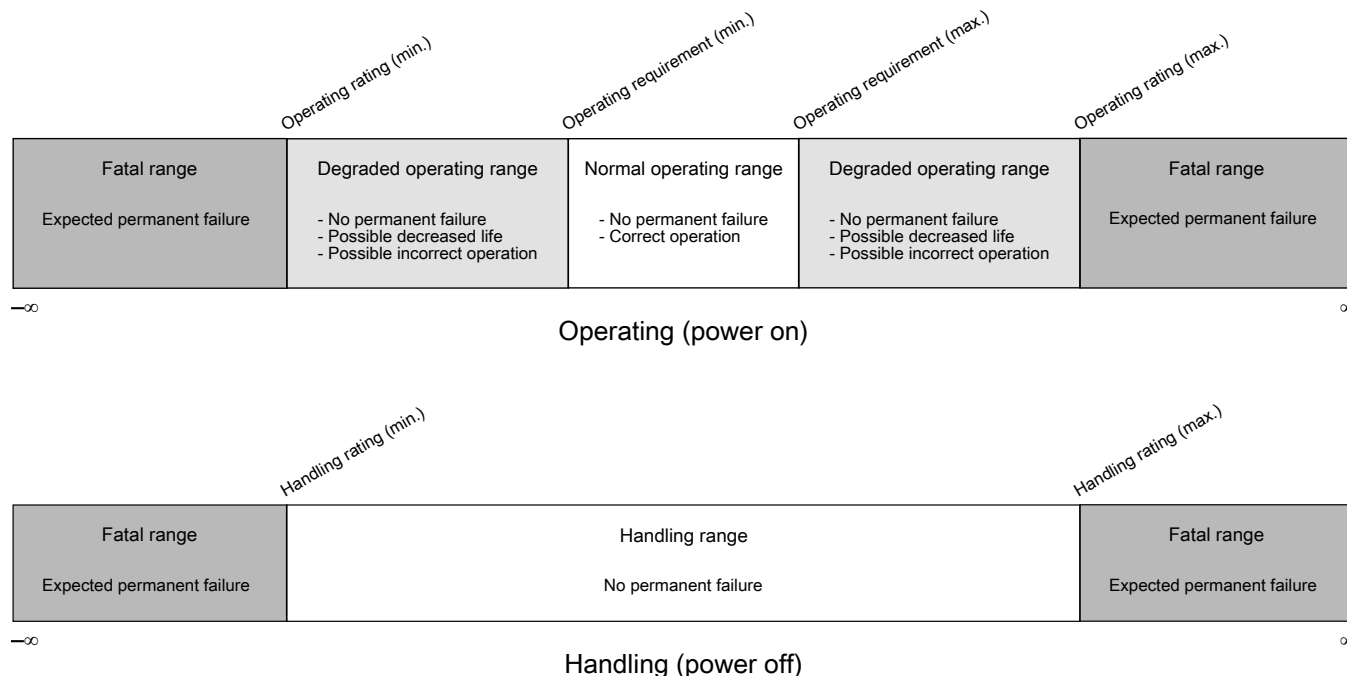 Operating rating (min.)
Operating requirement (min.)
Operating requirement (max.)
Operating rating (max.)
Fatal range
Degraded operating range
Normal operating range
Degraded operating range
Fatal range
Expected permanent failure
- No permanent failure
- Possible decreased life
- Possible incorrect operation
- No permanent failure
- Correct operation
- No permanent failure
- Possible decreased life
- Possible incorrect operation
Expected permanent failure
–∞
∞
Operating (power on)
Handling rating (min.)
Handling rating (max.)
Fatal range
Handling range
Fatal range
Expected permanent failure
No permanent failure
Expected permanent failure
–∞
∞
Handling (power off)